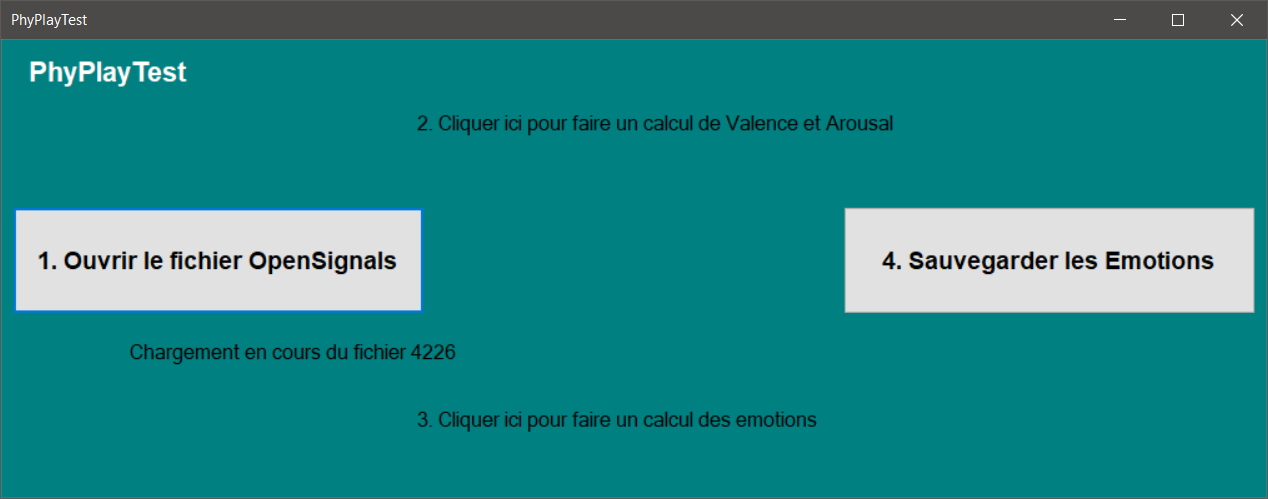 PhyPlayTest
PhyPlayTest
2. Cliquer ici pour faire un calcul de Valence et Arousal
1. Ouvrir le fichier OpenSignals
4. Sauvegarder les Emotions
Chargement en cours du fichier 4226
3. Cliquer ici pour faire un calcul des emotions